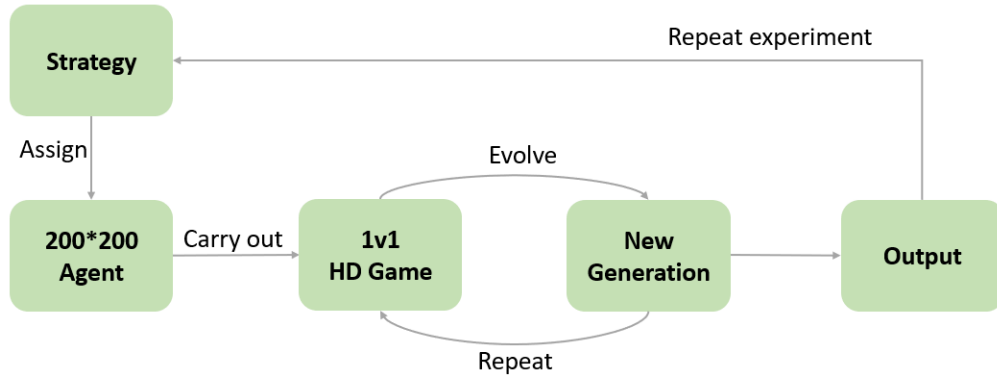 Repeat experiment
Strategy
Assign
Evolve
200*200
Agent
Carry out
1v1
HD Game
New
Generation
Output
Repeat